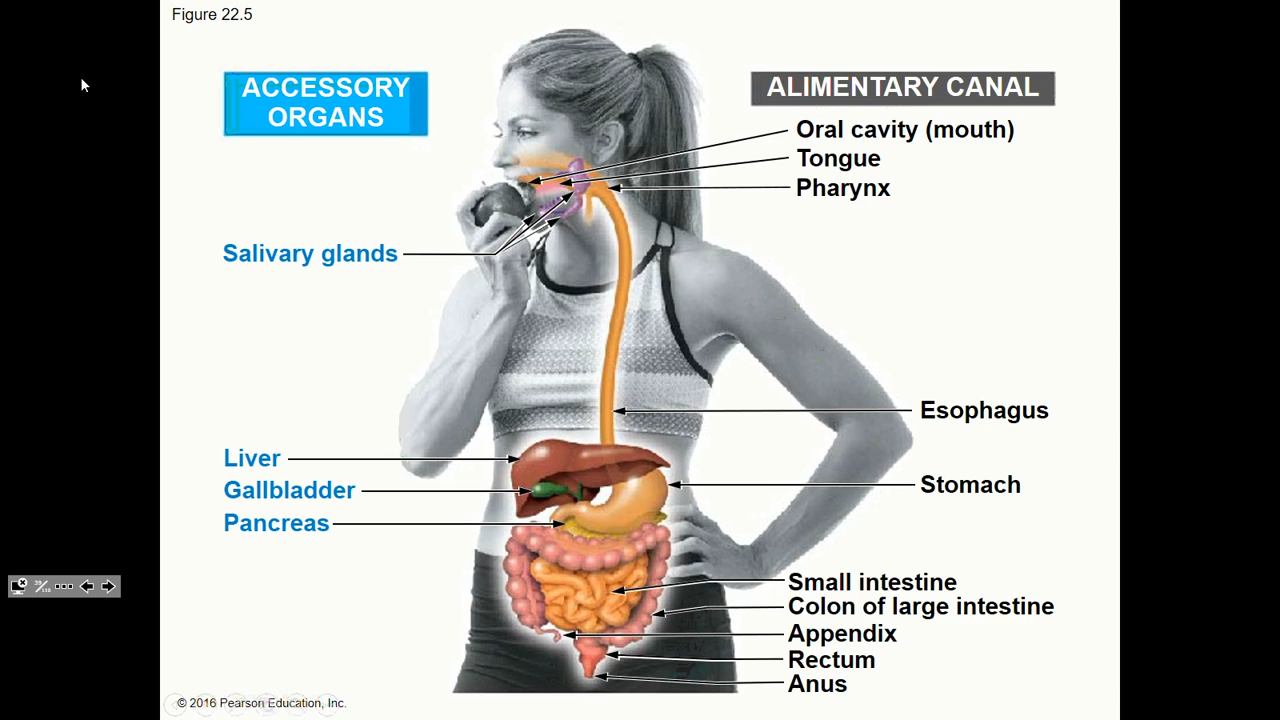 Figure 22.5
ACCESSORY
ORGANS
ALIMENTARY CANAL
Oral cavity (mouth)
Tongue
Pharynx
Salivary glands
Esophagus
Liver
Gallbladder
Pancreas
Stomach
Small intestine
Colon of large intestine
Appendix
Rectum
Anus
© 2016 Pearson Education, Inc.